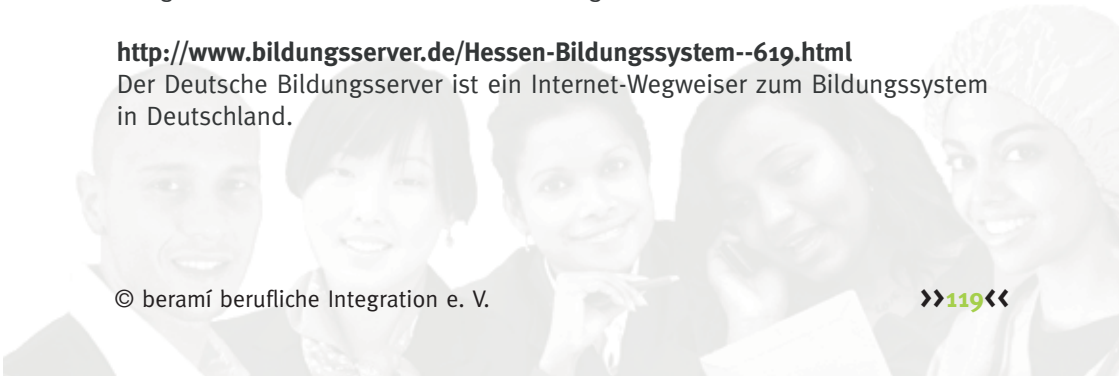 http://www.bildungsserver.de/Hessen-Bildungssystem--619.html
Der Deutsche Bildungsserver ist ein Internet-Wegweiser zum Bildungssystem
in Deutschland.
© beramí berufliche Integration e. V.
>>119<<